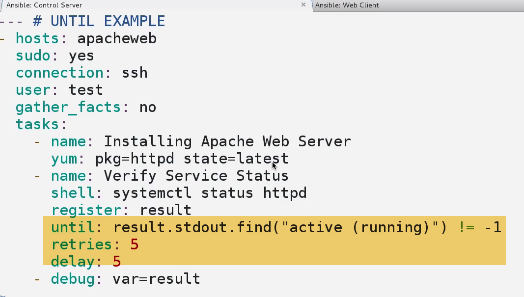 Ansible: Control Server × Ansible: Web Client
--- # UNTIL EXAMPLE
- hosts: apacheweb
  sudo: yes
  connection: ssh
  user: test
  gather_facts: no
  tasks:
    - name: Installing Apache Web Server
      yum: pkg=httpd state=latest
    - name: Verify Service Status
      shell: systemctl status httpd
      register: result
      until: result.stdout.find("active (running)") != -1
      retries: 5
      delay: 5
    - debug: var=result